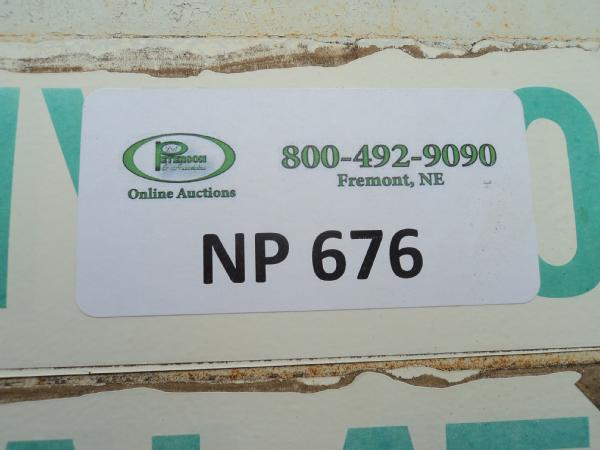 PETERSON
Online Auctions
800-492-9090
Fremont, NE
NP 676